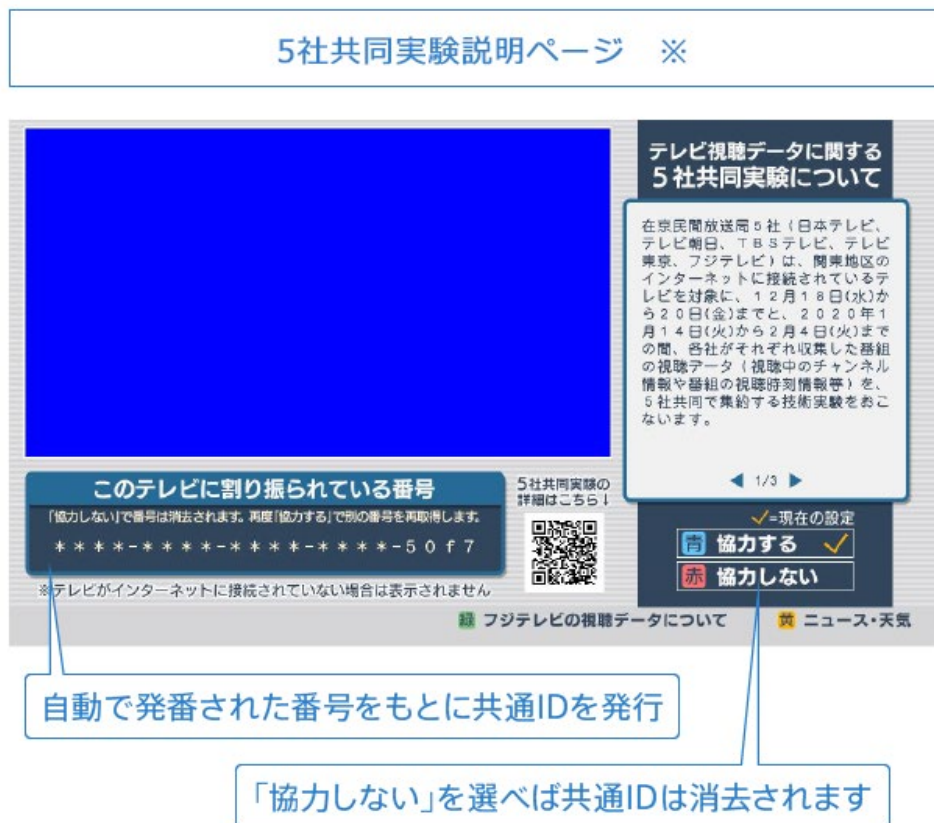 5社共同実験説明ページ　※
テレビ視聴データに関する
5社共同実験について
在京民間放送局5社（日本テレビ、
テレビ朝日、TBSテレビ、テレビ
東京、フジテレビ）は、関東地区の
インターネットに接続されているテ
レビを対象に、12月18日(水)か
ら20日(金)までと、2020年1
月14日(火)から2月4日(火)まで
の間、各社がそれぞれ収集した番組
の視聴データ（視聴中のチャンネル
情報や番組の視聴時刻情報等）を、
5社共同で集約する技術実験をおこ
ないます。
◀ 1/3 ▶
このテレビに割り振られている番号
「協力しない」で番号は消去されます。再度「協力する」で別の番号を再取得します。
＊＊＊＊-＊＊＊＊-＊＊＊＊-＊＊＊＊-50f7
※テレビがインターネットに接続されていない場合は表示されません
5社共同実験の
詳細はこちら↓
✓=現在の設定
青 協力する ✓
赤 協力しない
緑 フジテレビの視聴データについて
黄 ニュース・天気
自動で発番された番号をもとに共通IDを発行
「協力しない」を選べば共通IDは消去されます